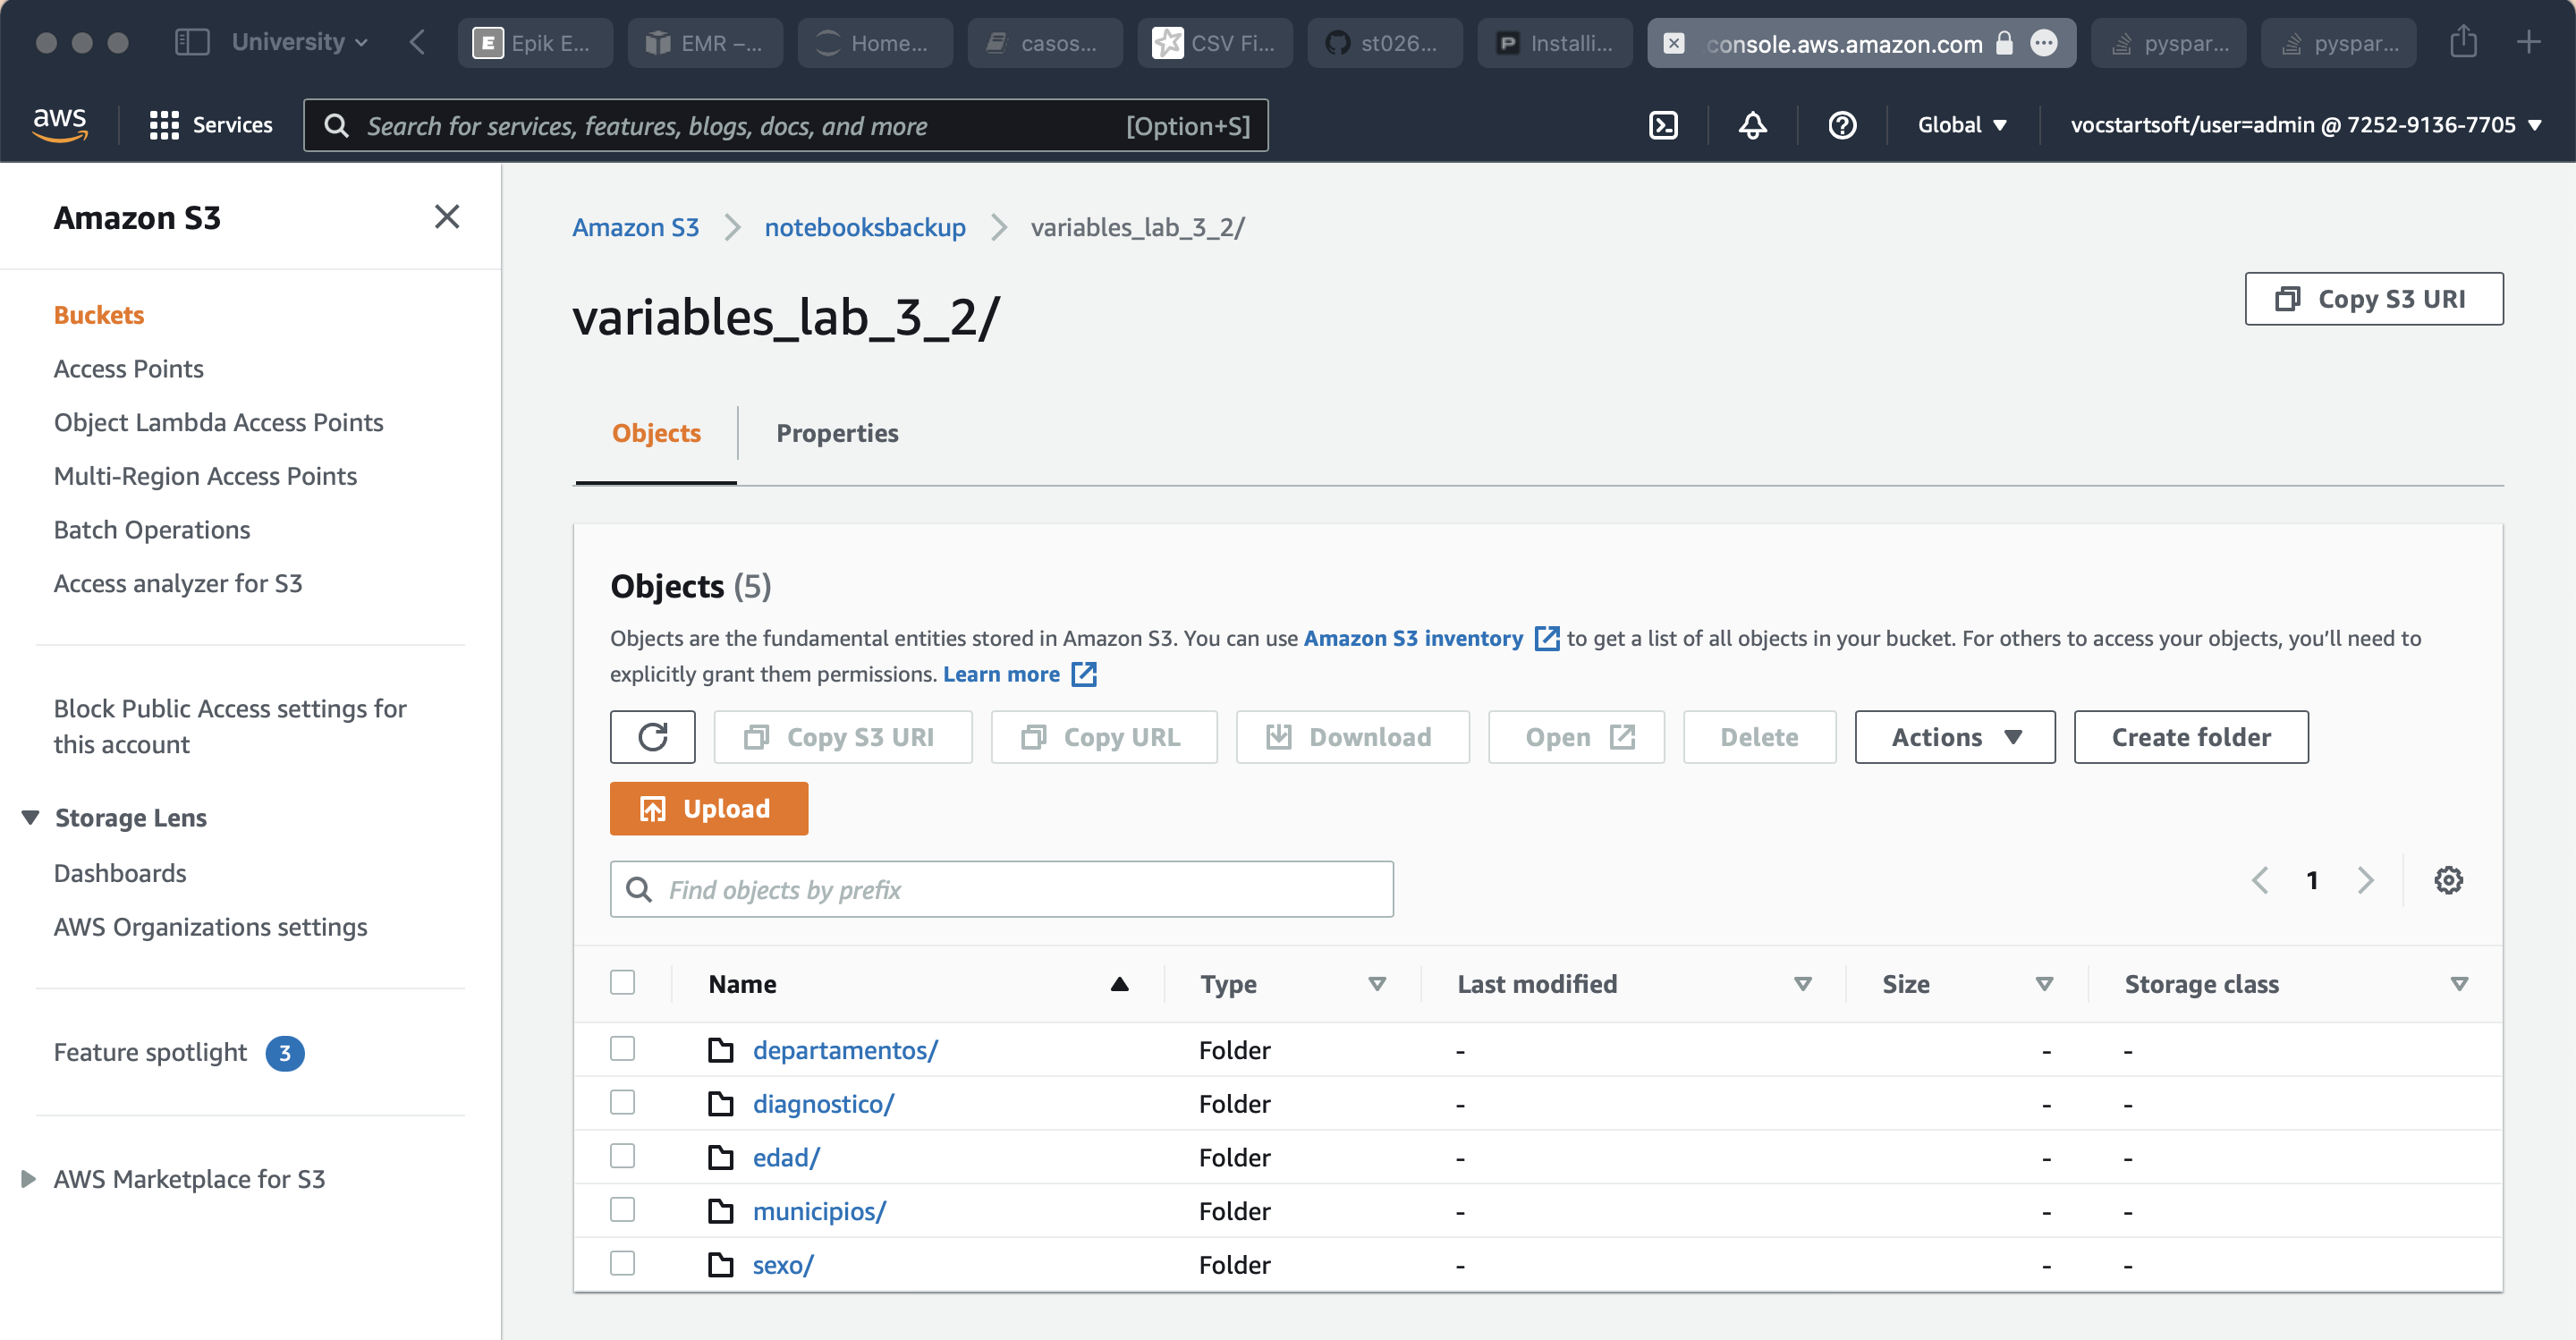 University
E Epik E...
EMR –...
Home...
casos...
CSV Fi...
st026...
P Installi...
console.aws.amazon.com
pyspar...
pyspar...
aws
Services
Search for services, features, blogs, docs, and more
[Option+S]
Global
vocstartsoft/user=admin @ 7252-9136-7705
Amazon S3
Buckets
Access Points
Object Lambda Access Points
Multi-Region Access Points
Batch Operations
Access analyzer for S3
Block Public Access settings for
this account
Storage Lens
Dashboards
AWS Organizations settings
Feature spotlight 3
AWS Marketplace for S3
Amazon S3 > notebooksbackup > variables_lab_3_2/
variables_lab_3_2/
Copy S3 URI
Objects
Properties
Objects (5)
Objects are the fundamental entities stored in Amazon S3. You can use Amazon S3 inventory to get a list of all objects in your bucket. For others to access your objects, you'll need to
explicitly grant them permissions. Learn more
Copy S3 URI
Copy URL
Download
Open
Delete
Actions
Create folder
Upload
Find objects by prefix
1
Name Type Last modified Size Storage class
departamentos/ Folder - - -
diagnostico/ Folder - - -
edad/ Folder - - -
municipios/ Folder - - -
sexo/ Folder - - -